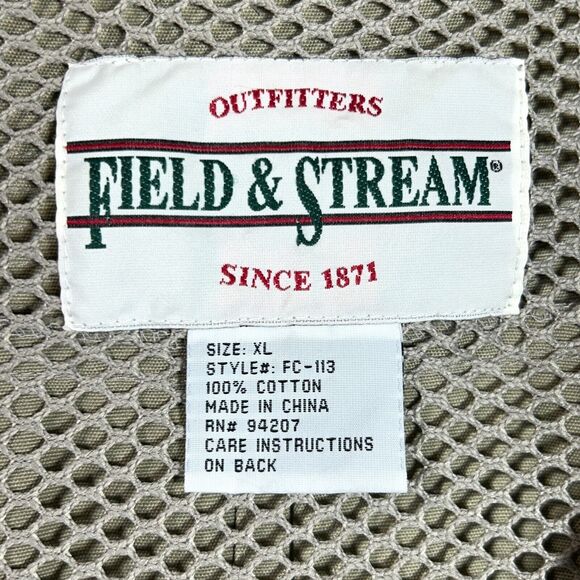 OUTFITTERS
FIELD & STREAM®
SINCE 1871
SIZE: XL
STYLE#: FC-113
100% COTTON
MADE IN CHINA
RN# 94207
CARE INSTRUCTIONS
ON BACK